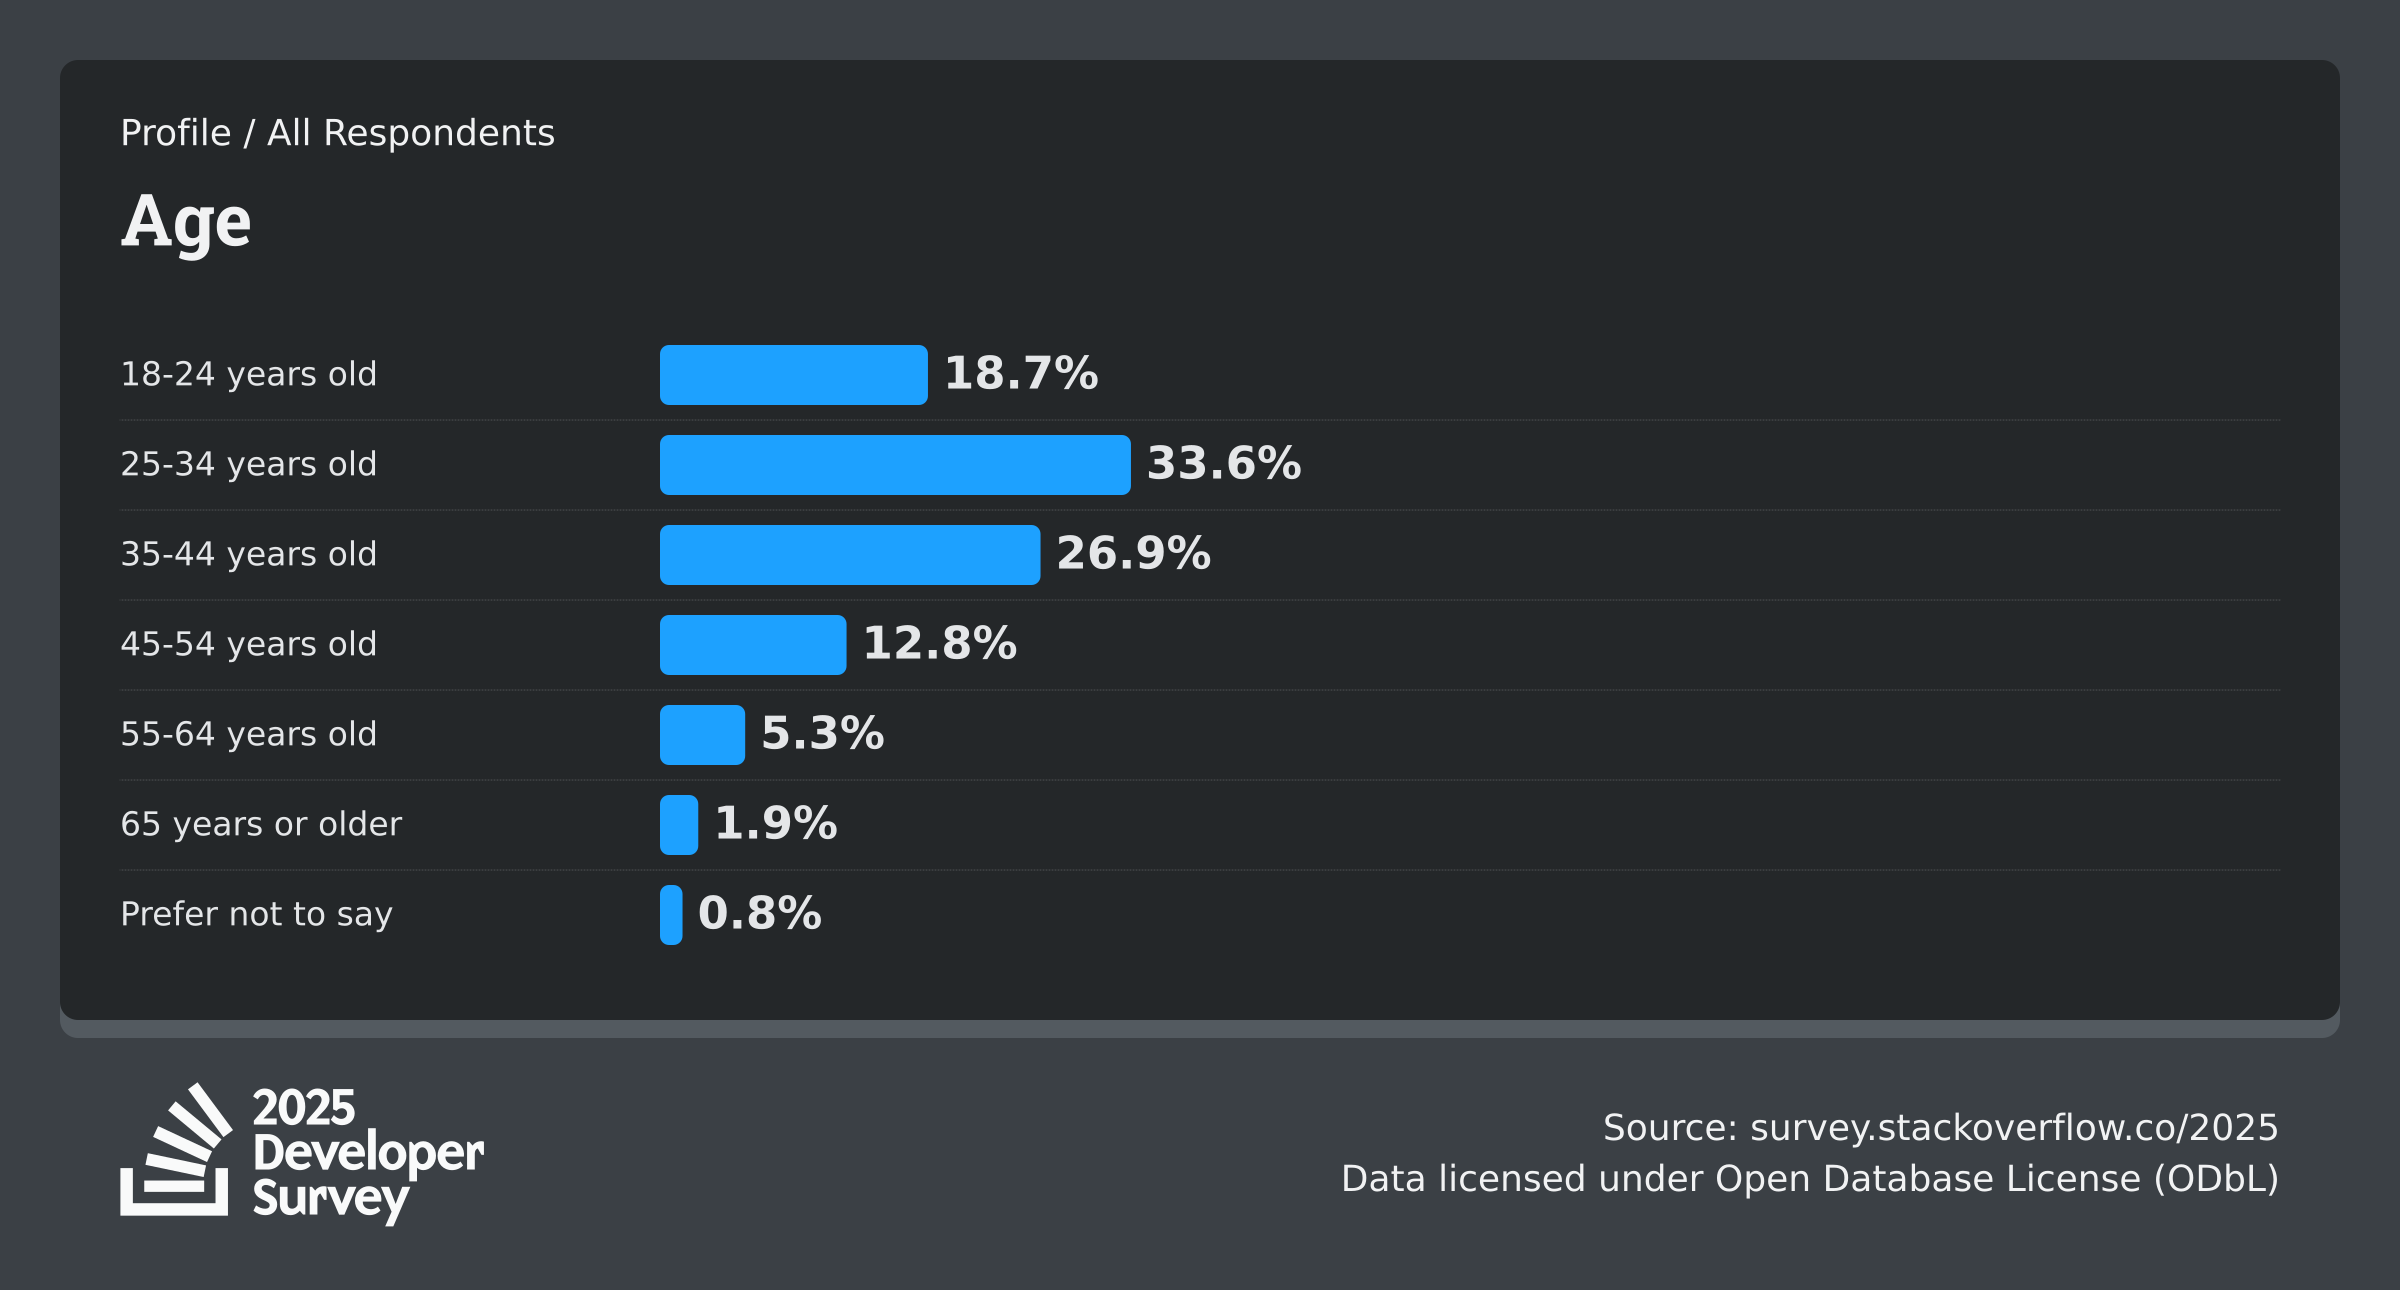 Profile / All Respondents
Age
18-24 years old 18.7%
25-34 years old 33.6%
35-44 years old 26.9%
45-54 years old 12.8%
55-64 years old 5.3%
65 years or older 1.9%
Prefer not to say 0.8%
2025
Developer
Survey
Source: survey.stackoverflow.co/2025
Data licensed under Open Database License (ODbL)